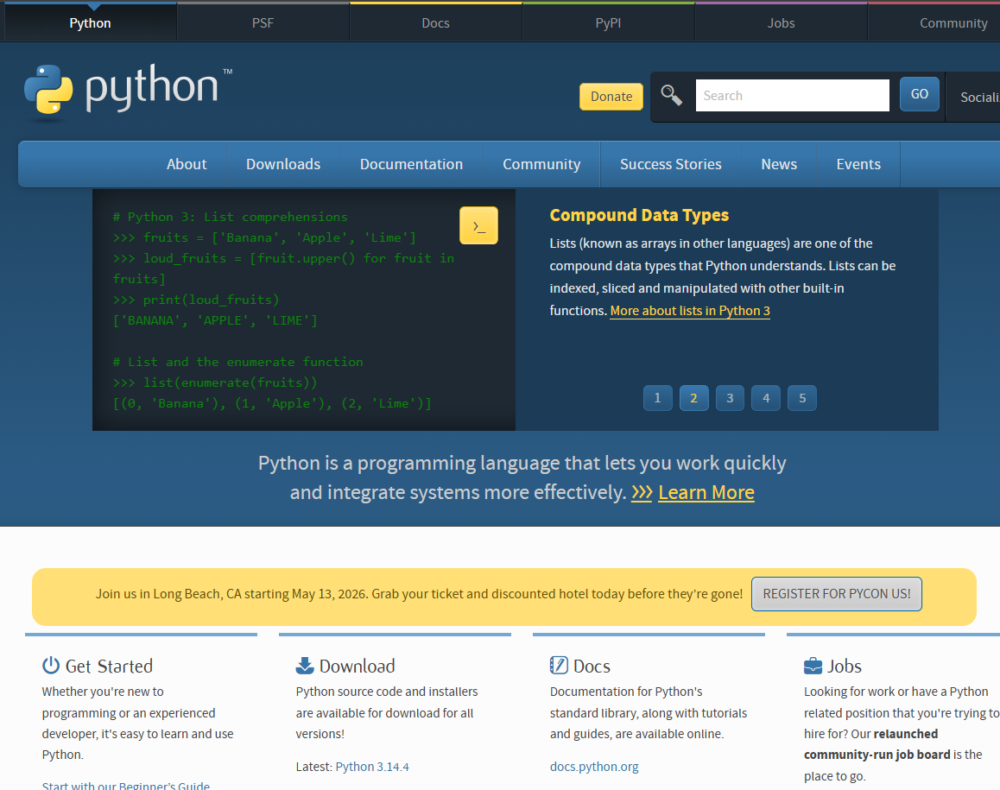 Python
PSF
Docs
PyPI
Jobs
Community
python™
Donate
Search
GO
Sociali
About
Downloads
Documentation
Community
Success Stories
News
Events
# Python 3: List comprehensions
>>> fruits = ['Banana', 'Apple', 'Lime']
>>> loud_fruits = [fruit.upper() for fruit in
fruits]
>>> print(loud_fruits)
['BANANA', 'APPLE', 'LIME']
# List and the enumerate function
>>> list(enumerate(fruits))
[(0, 'Banana'), (1, 'Apple'), (2, 'Lime')]
>_
Compound Data Types
Lists (known as arrays in other languages) are one of the
compound data types that Python understands. Lists can be
indexed, sliced and manipulated with other built-in
functions. More about lists in Python 3
1
2
3
4
5
Python is a programming language that lets you work quickly
and integrate systems more effectively. >>> Learn More
Join us in Long Beach, CA starting May 13, 2026. Grab your ticket and discounted hotel today before they’re gone!
REGISTER FOR PYCON US!
Get Started
Whether you're new to
programming or an experienced
developer, it's easy to learn and use
Python.
Start with our Beginner’s Guide
Download
Python source code and installers
are available for download for all
versions!
Latest: Python 3.14.4
Docs
Documentation for Python's
standard library, along with tutorials
and guides, are available online.
docs.python.org
Jobs
Looking for work or have a Python
related position that you're trying to
hire for? Our relaunched
community-run job board is the
place to go.